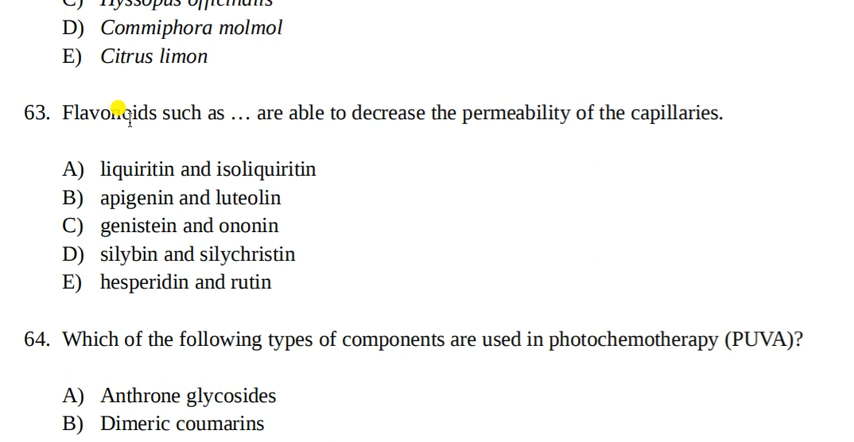 C) Hyssopus officinalis
D) Commiphora molmol
E) Citrus limon
63. Flavonoids such as … are able to decrease the permeability of the capillaries.
A) liquiritin and isoliquiritin
B) apigenin and luteolin
C) genistein and ononin
D) silybin and silychristin
E) hesperidin and rutin
64. Which of the following types of components are used in photochemotherapy (PUVA)?
A) Anthrone glycosides
B) Dimeric coumarins